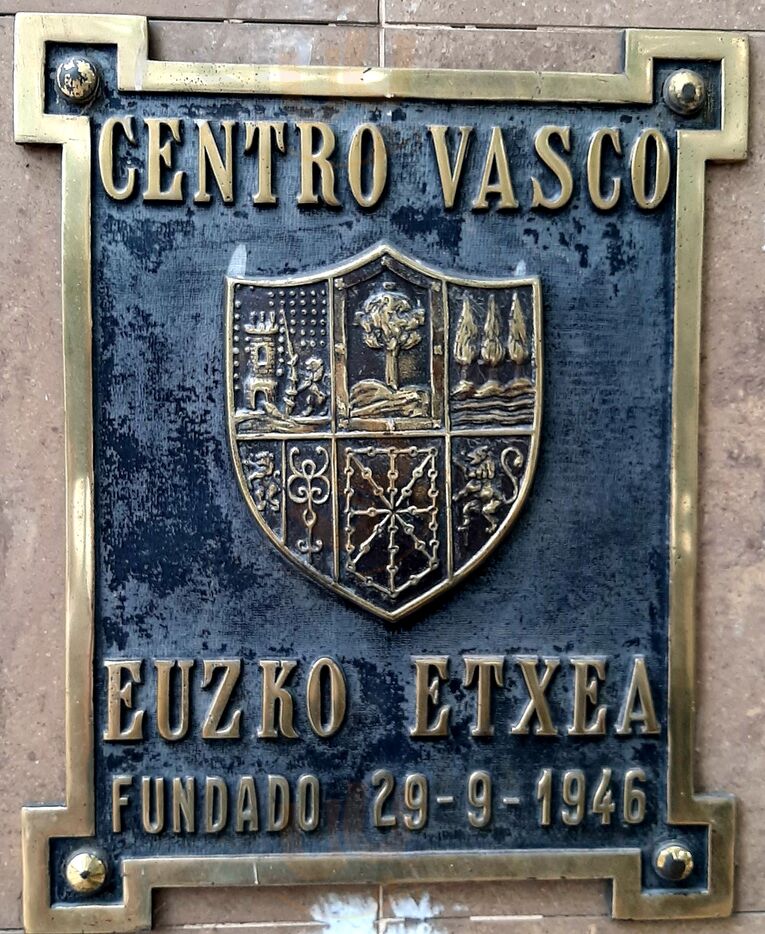 CENTRO VASCO
EUZKO ETXEA
FUNDADO 29-9-1946